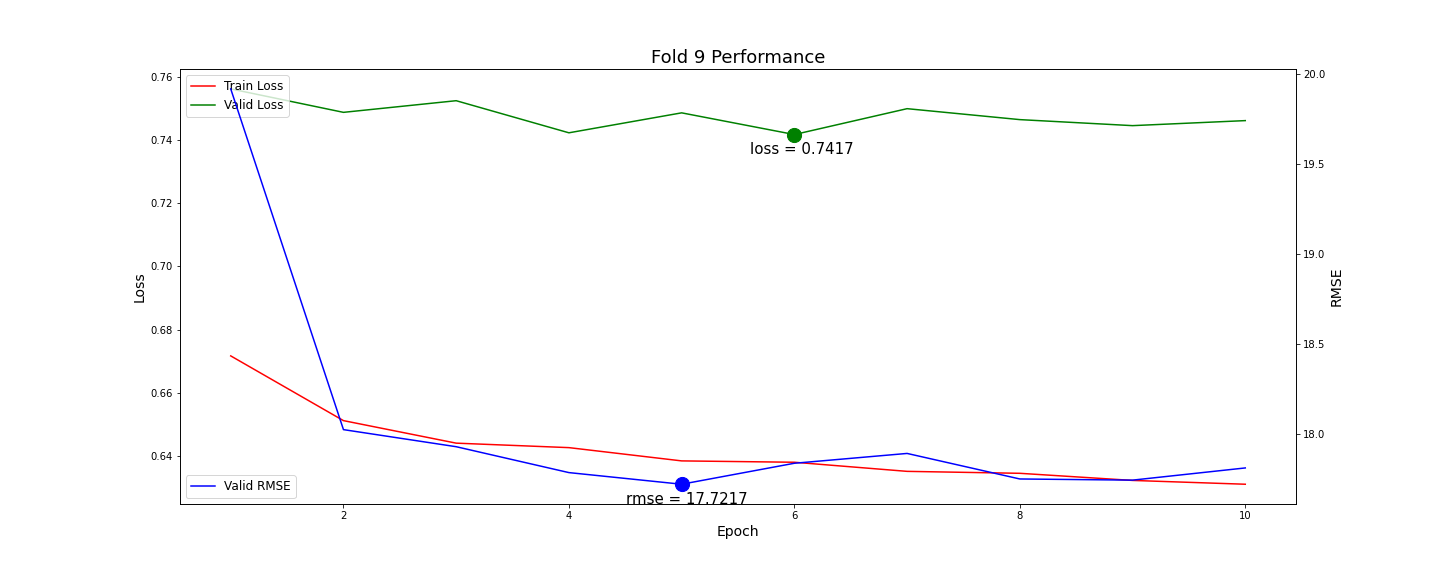 Fold 9 Performance
Train Loss
Valid Loss
Valid RMSE
loss = 0.7417
rmse = 17.7217
Loss
0.76
0.74
0.72
0.70
0.68
0.66
0.64
RMSE
20.0
19.5
19.0
18.5
18.0
2
4
6
8
10
Epoch